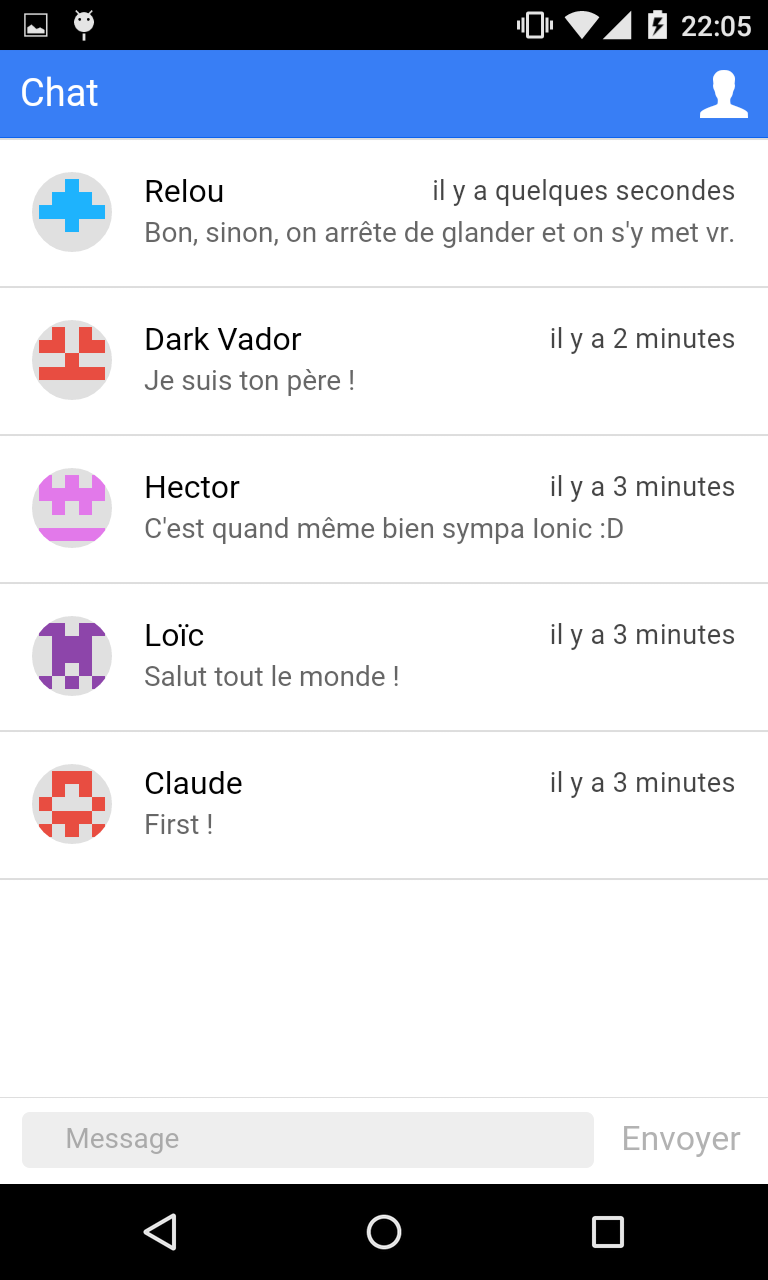 22:05
Chat
Relou il y a quelques secondes
Bon, sinon, on arrête de glander et on s'y met vr.
Dark Vador il y a 2 minutes
Je suis ton père !
Hector il y a 3 minutes
C'est quand même bien sympa Ionic :D
Loïc il y a 3 minutes
Salut tout le monde !
Claude il y a 3 minutes
First !
Message Envoyer